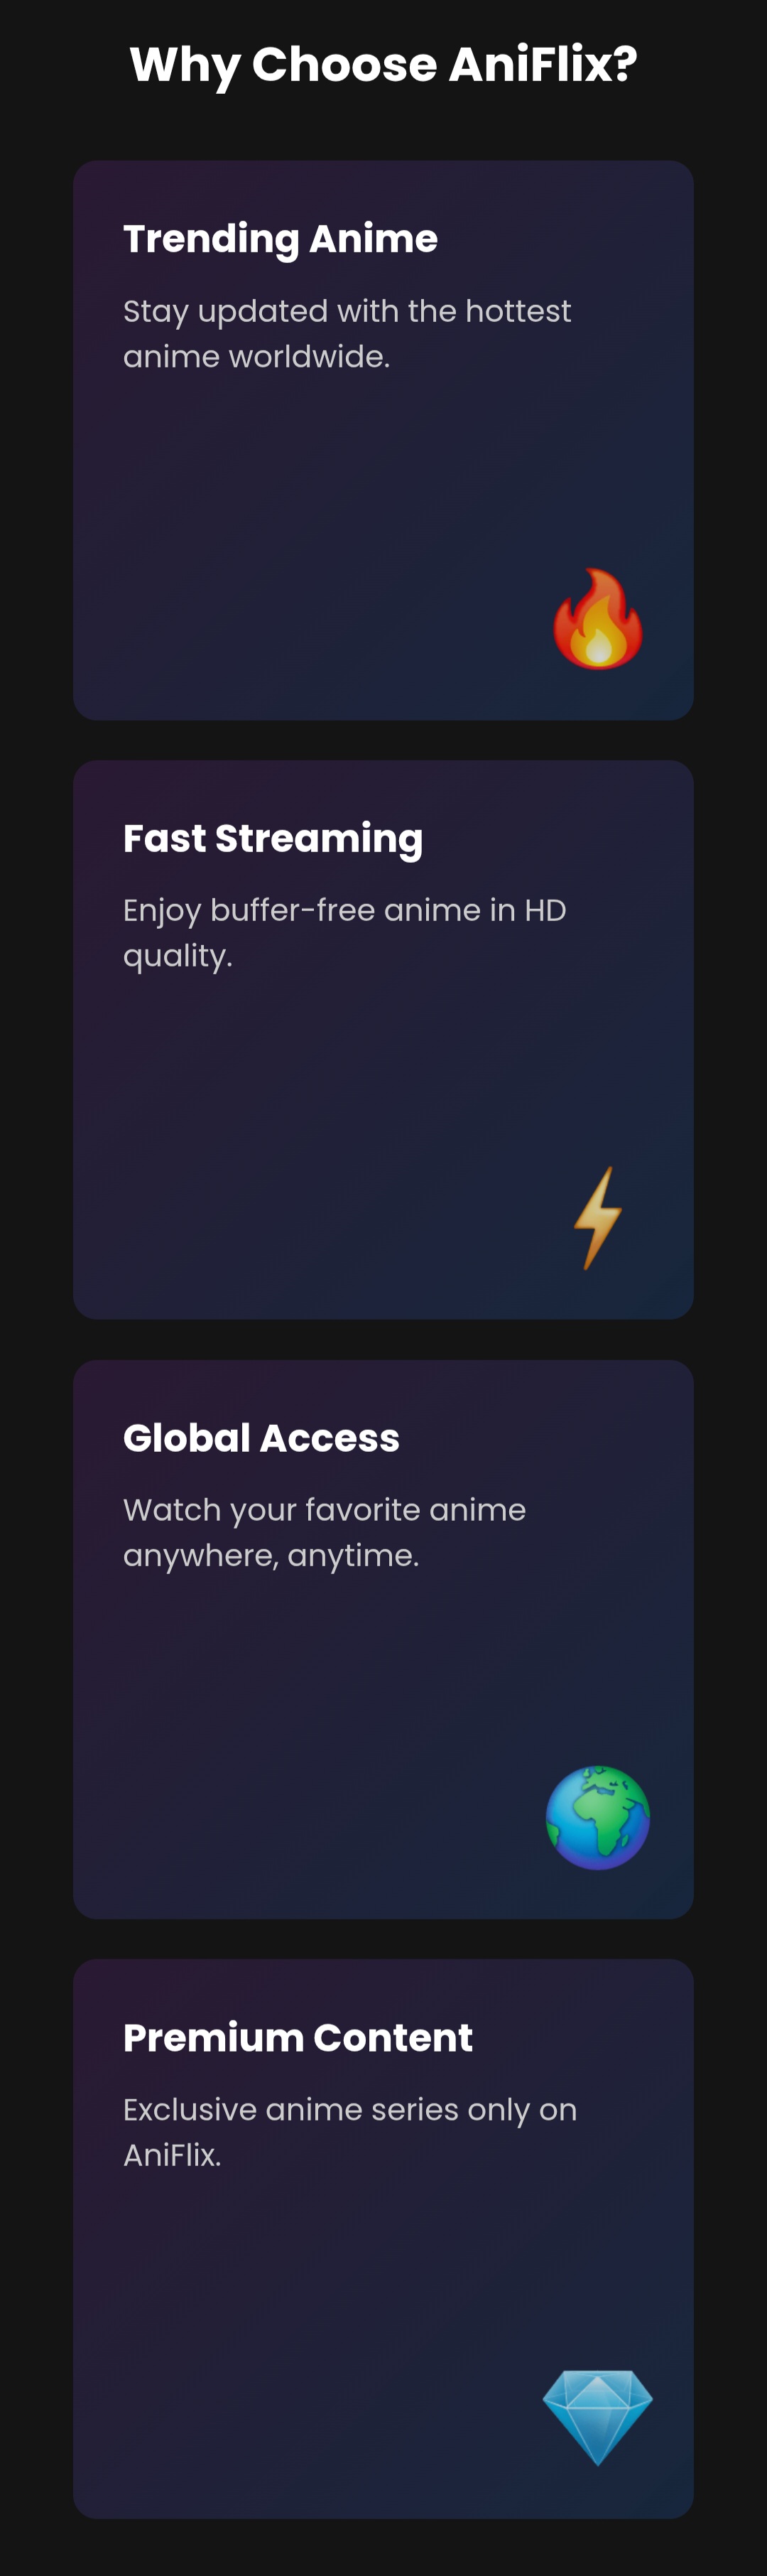 Why Choose AniFlix?
Trending Anime
Stay updated with the hottest
anime worldwide.
Fast Streaming
Enjoy buffer-free anime in HD
quality.
Global Access
Watch your favorite anime
anywhere, anytime.
Premium Content
Exclusive anime series only on
AniFlix.